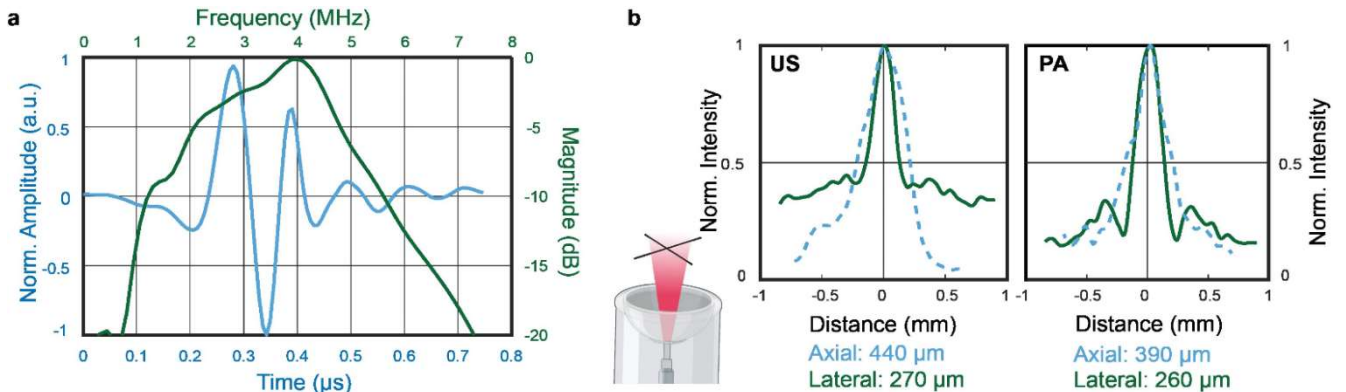 a
Frequency (MHz)
0 1 2 3 4 5 6 7 8
Norm. Amplitude (a.u.)
1
0.5
0
-0.5
-1
0
-5
-10
-15
-20
Magnitude (dB)
0 0.1 0.2 0.3 0.4 0.5 0.6 0.7 0.8
Time (µs)
b
US
Norm. Intensity
1
0.5
0
-1 -0.5 0 0.5 1
Distance (mm)
Axial: 440 µm
Lateral: 270 µm
PA
1
0.5
0
Norm. Intensity
-1 -0.5 0 0.5 1
Distance (mm)
Axial: 390 µm
Lateral: 260 µm